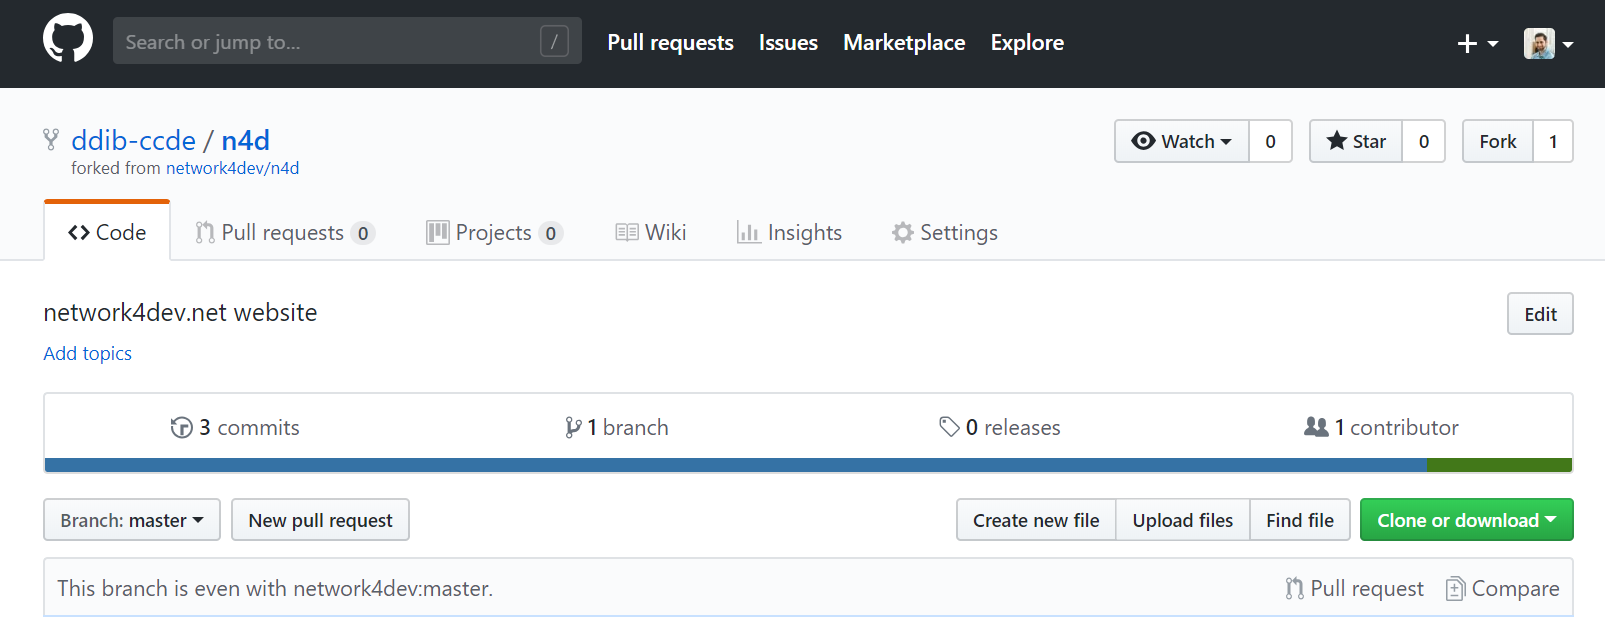 Search or jump to... / Pull requests Issues Marketplace Explore
ddib-ccde / n4d Watch 0 Star 0 Fork 1
forked from network4dev/n4d
Code Pull requests 0 Projects 0 Wiki Insights Settings
network4dev.net website Edit
Add topics
3 commits 1 branch 0 releases 1 contributor
Branch: master New pull request Create new file Upload files Find file Clone or download
This branch is even with network4dev:master. Pull request Compare